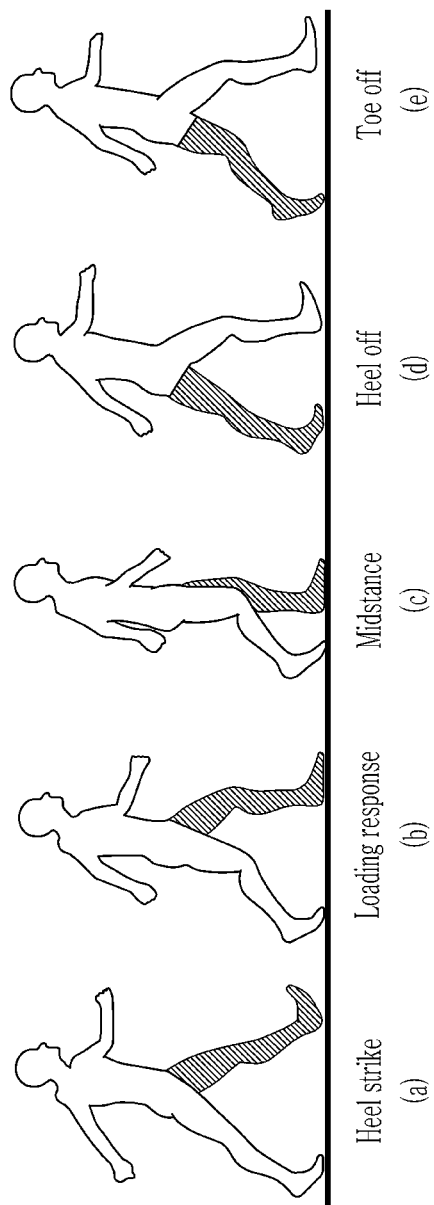 Heel strike
(a)
Loading response
(b)
Midstance
(c)
Heel off
(d)
Toe off
(e)